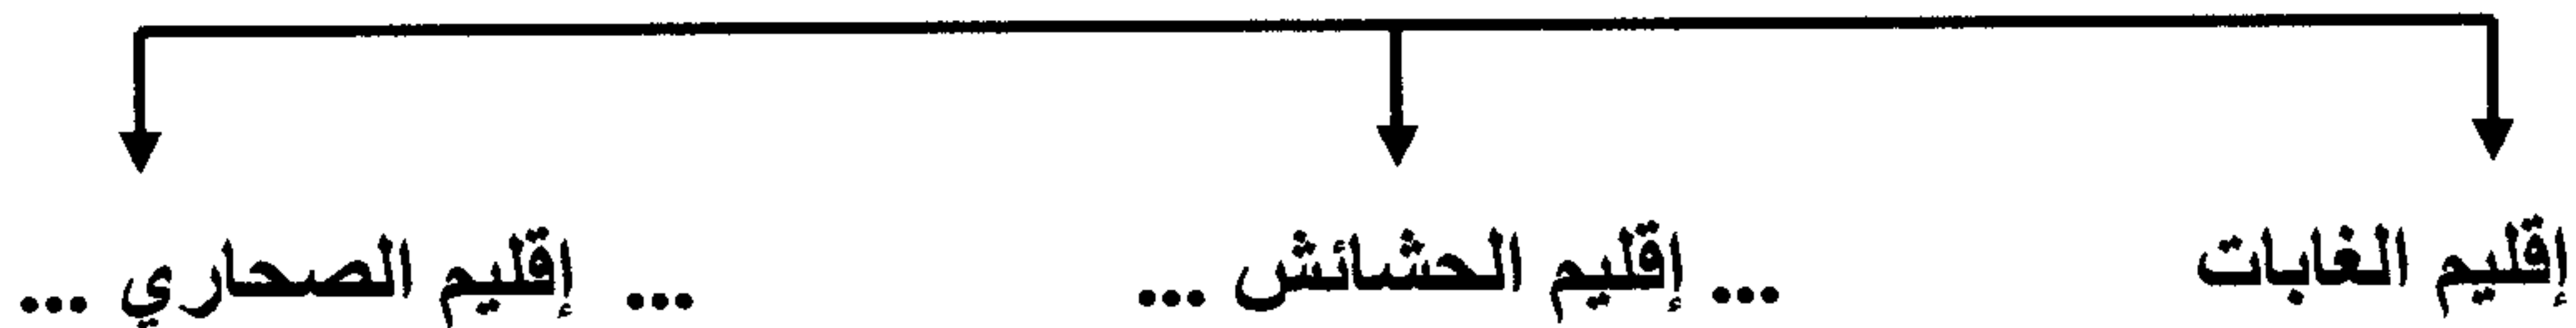 إقليم الغابات ... إقليم الحشائش ... ... إقليم الصحاري ...